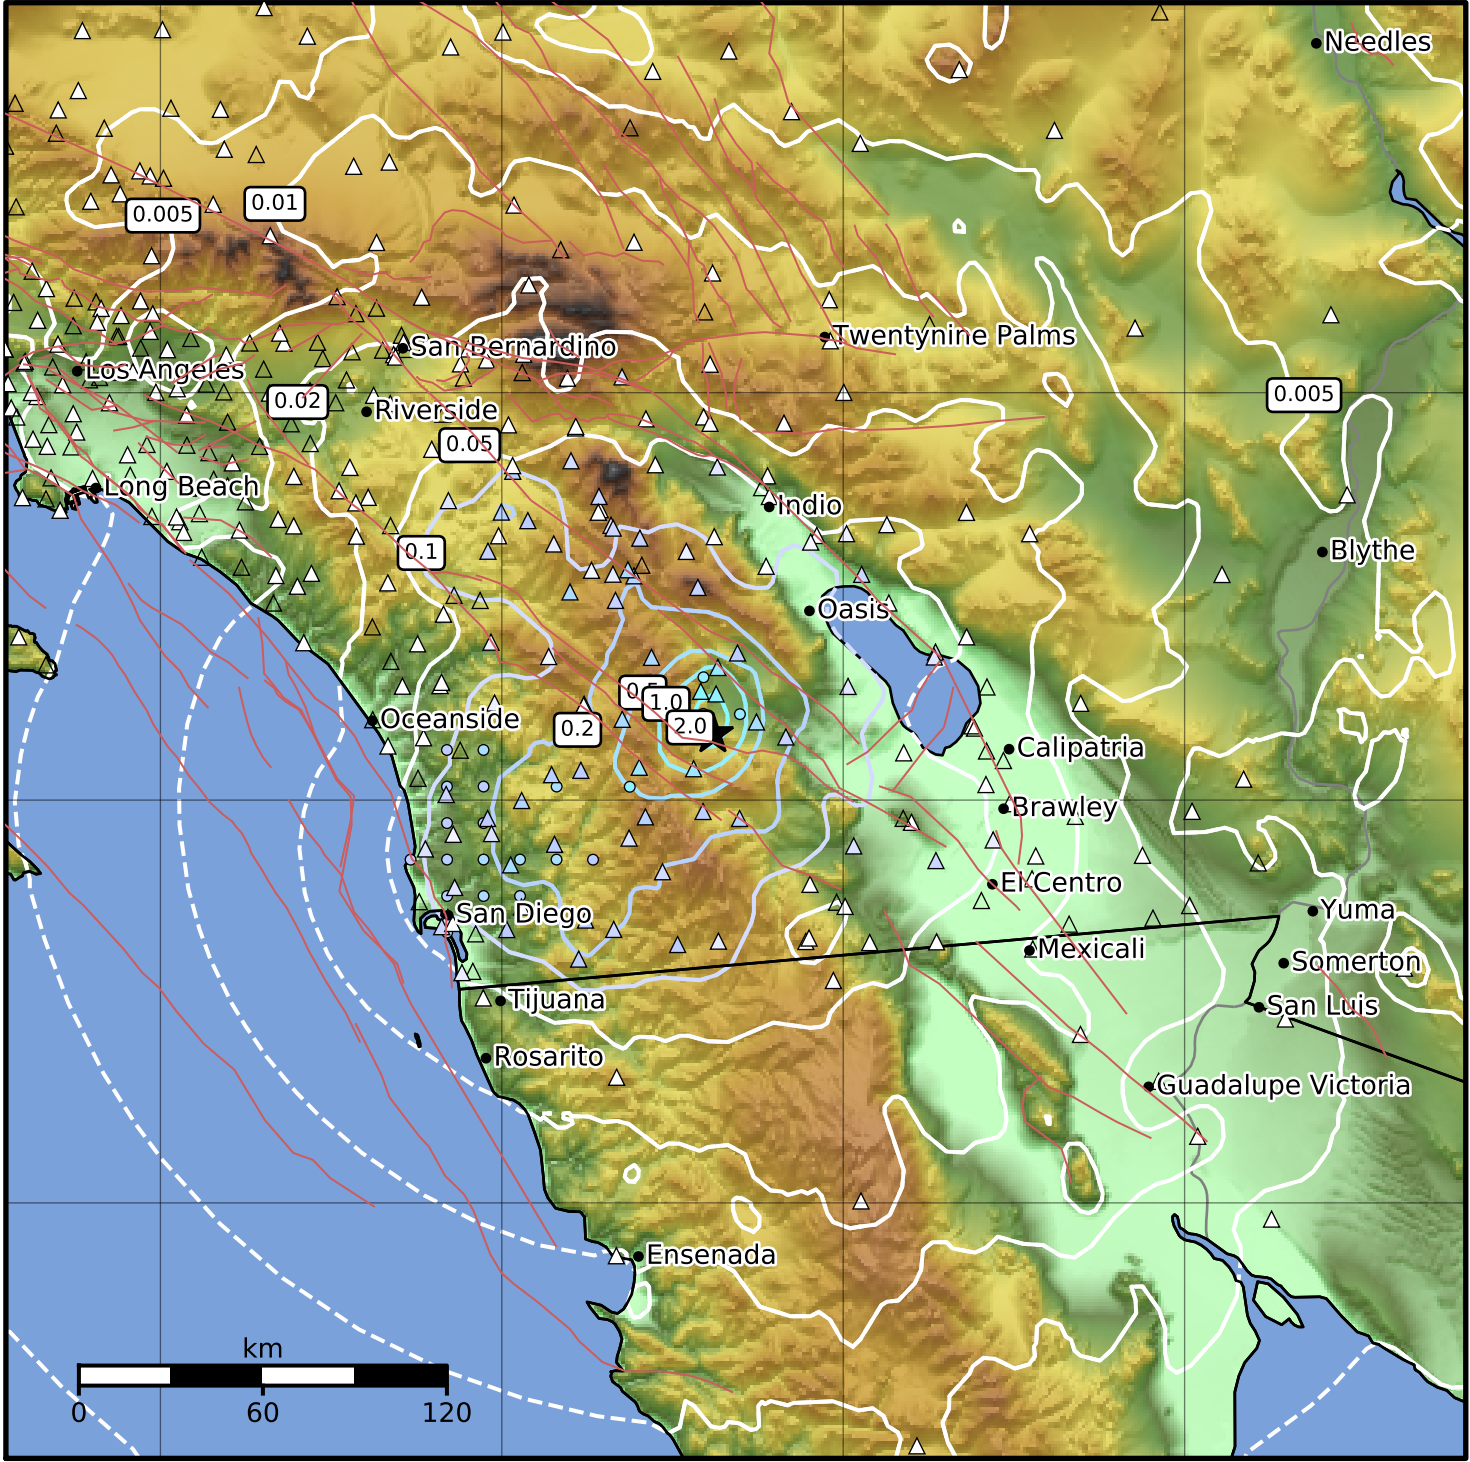 Needles
0.005
0.01
Twentynine Palms
San Bernardino
Los Angeles
0.005
0.02
Riverside
0.05
Long Beach
Indio
0.1
Blythe
Oasis
1.0
Oceanside
0.2
2.0
Calipatria
Brawley
El Centro
San Diego
Yuma
Mexicali
Somerton
Tijuana
San Luis
Rosarito
Guadalupe Victoria
Ensenada
km
0 60 120